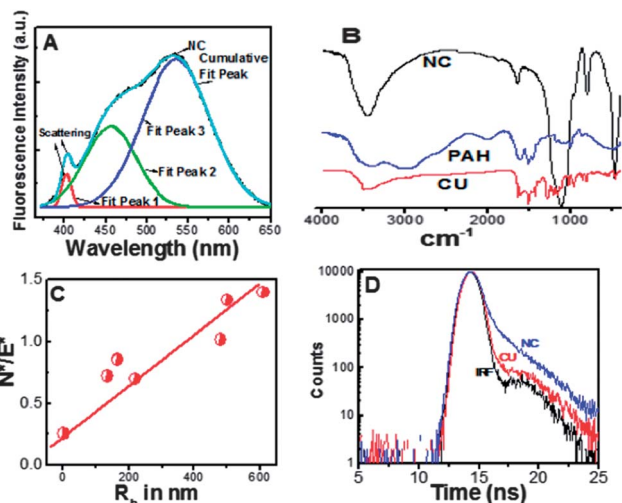 A
NC
Cumulative
Fit Peak
Scattering
Fit Peak 3
Fit Peak 2
Fit Peak 1
Fluorescence Intensity (a.u.)
400 450 500 550 600 650
Wavelength (nm)
B
NC
PAH
CU
4000 3000 2000 1000
cm-1
C
N*/E*
1.5
1.0
0.5
0.0
0 200 400 600
Rh in nm
D
NC
CU
IRF
Counts
10000
1000
100
10
1
5 10 15 20 25
Time (ns)